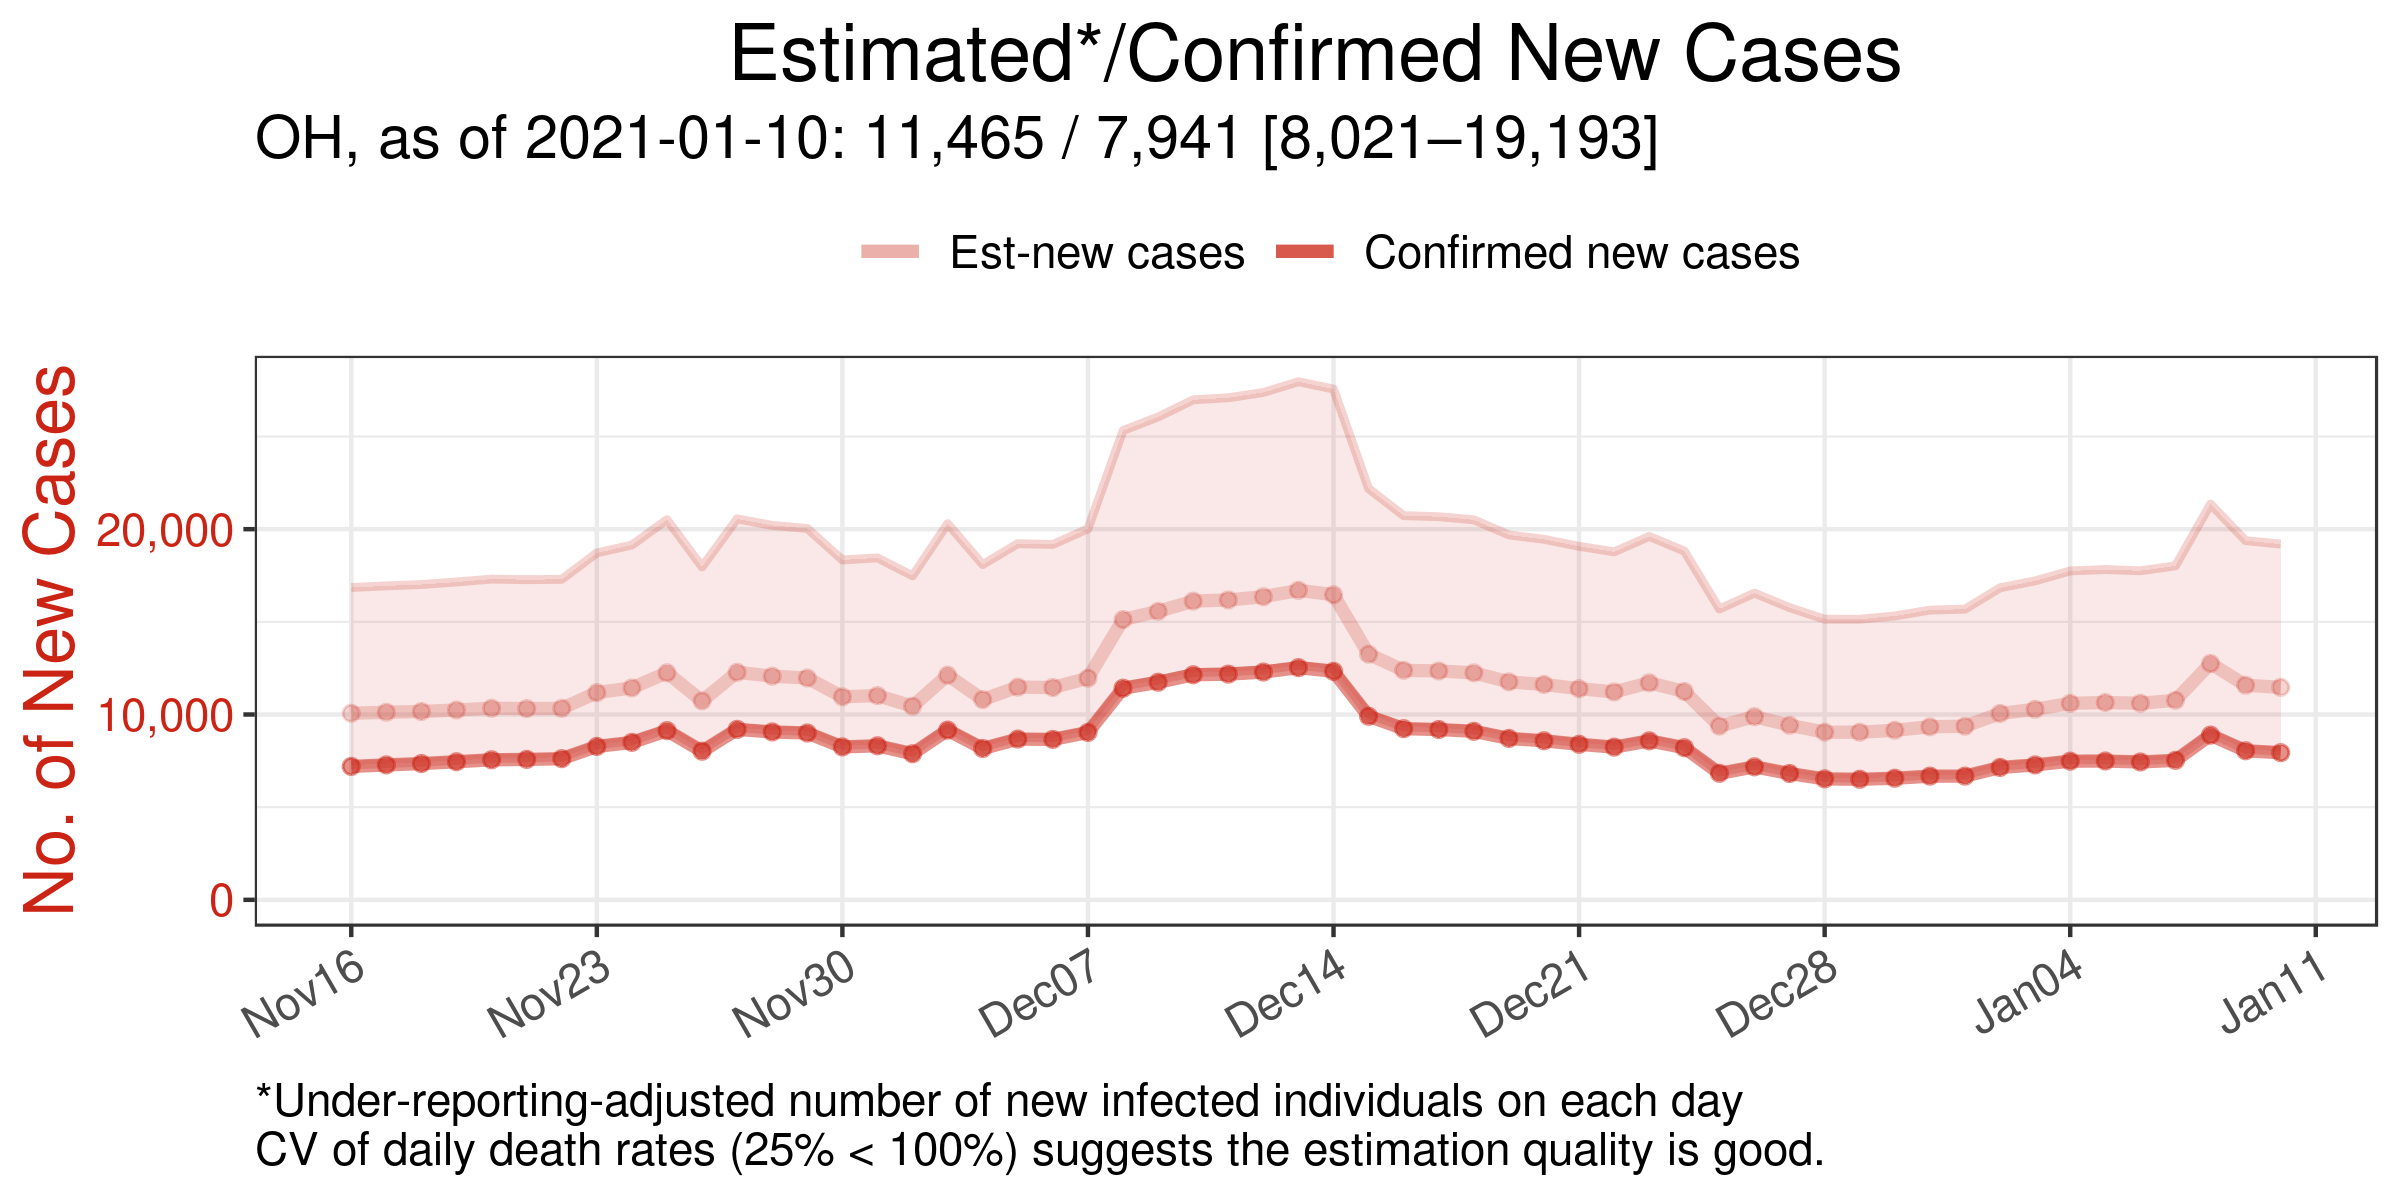 Estimated*/Confirmed New Cases
OH, as of 2021-01-10: 11,465 / 7,941 [8,021–19,193]
Est-new cases
Confirmed new cases
No. of New Cases
20,000
10,000
0
Nov16
Nov23
Nov30
Dec07
Dec14
Dec21
Dec28
Jan04
Jan11
*Under-reporting-adjusted number of new infected individuals on each day
CV of daily death rates (25% < 100%) suggests the estimation quality is good.